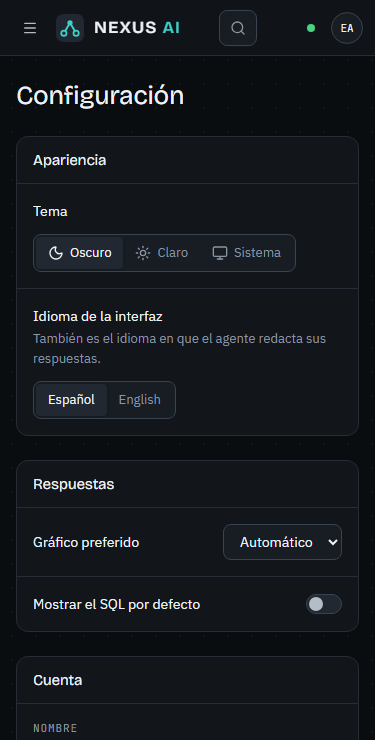 NEXUS AI
EA
Configuración
Apariencia
Tema
Oscuro Claro Sistema
Idioma de la interfaz
También es el idioma en que el agente redacta sus
respuestas.
Español English
Respuestas
Gráfico preferido Automático
Mostrar el SQL por defecto
Cuenta
NOMBRE